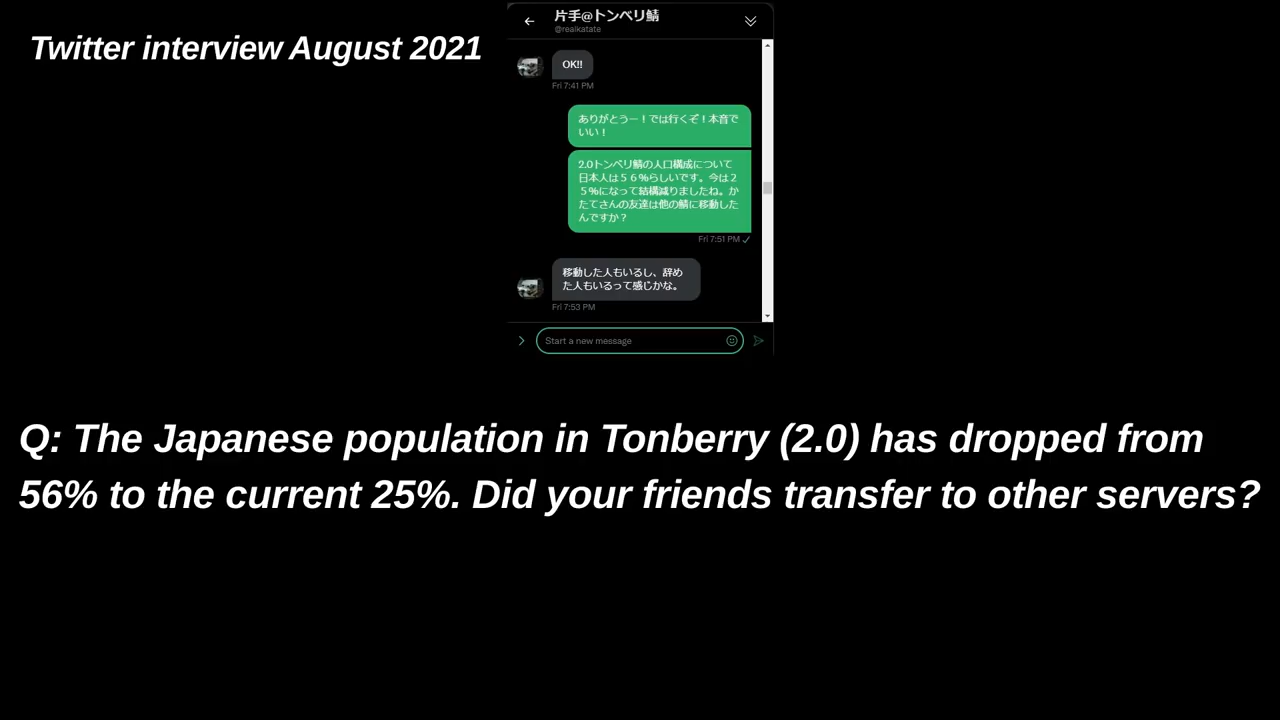 Twitter interview August 2021
片手@トンベリ鯖
@realkatate
OK!!
Fri 7:41 PM
ありがとうー！では行くぞ！本音で
いい！
2.0トンベリ鯖の人口構成について
日本人は５６%らしいです。今は２
５%になって結構減りましたね。か
たてさんの友達は他の鯖に移動した
んですか？
Fri 7:51 PM
移動した人もいるし、辞め
た人もいるって感じかな。
Fri 7:53 PM
Start a new message
Q: The Japanese population in Tonberry (2.0) has dropped from
56% to the current 25%. Did your friends transfer to other servers?